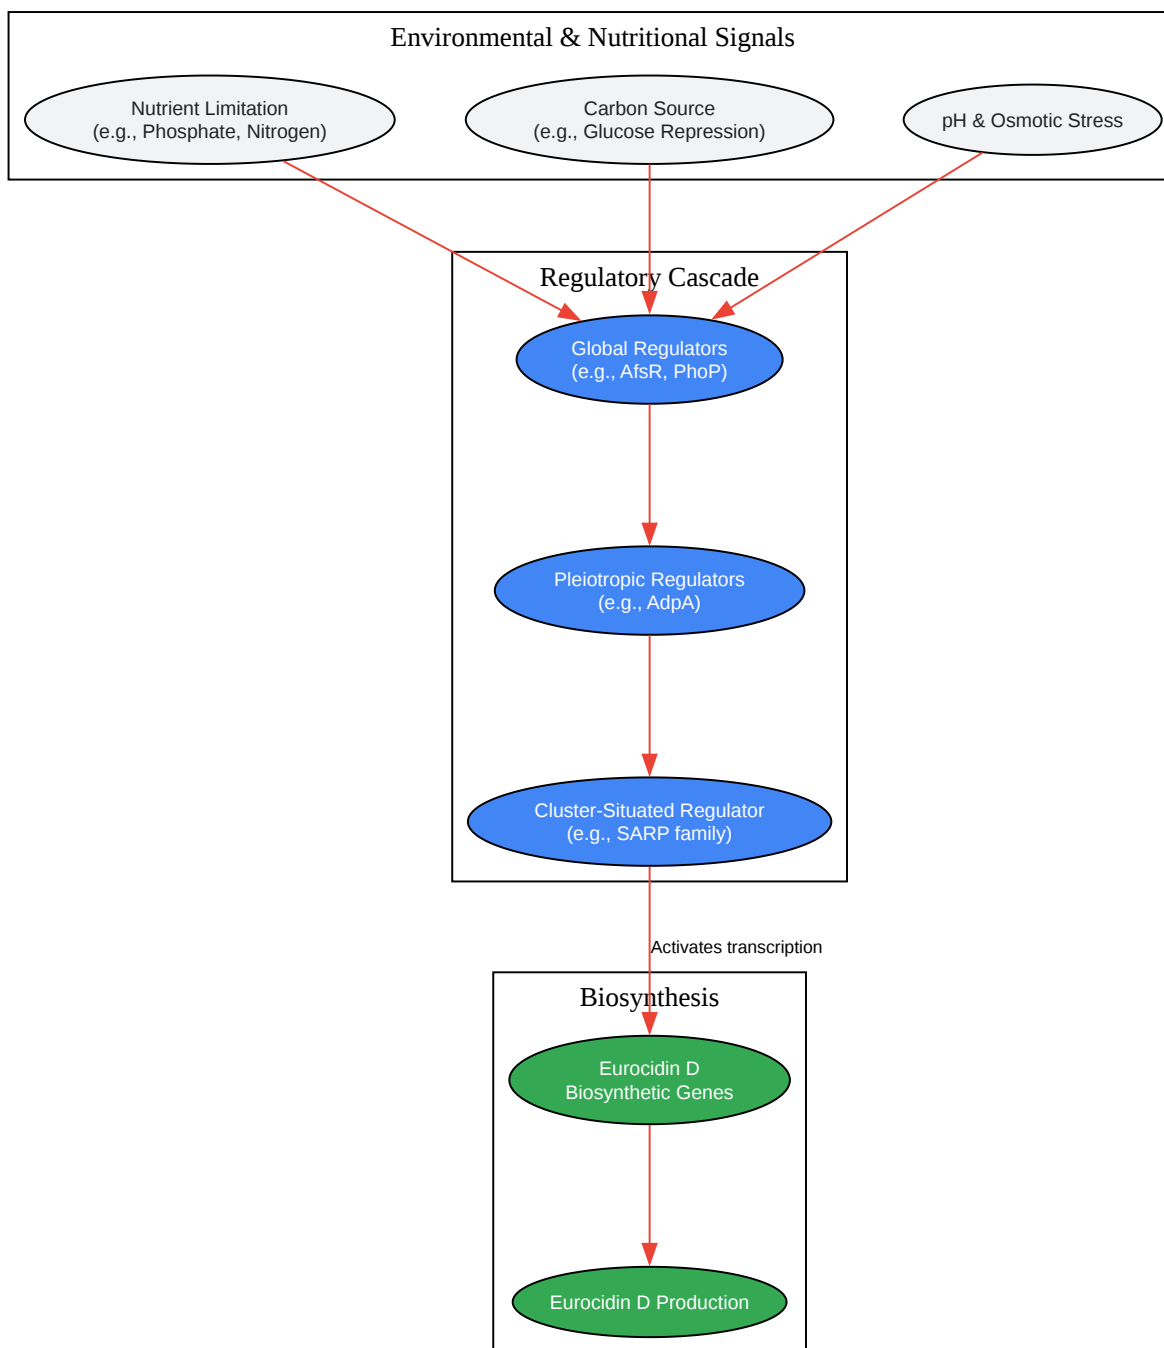 Environmental & Nutritional Signals
Nutrient Limitation
(e.g., Phosphate, Nitrogen)
Carbon Source
(e.g., Glucose Repression)
pH & Osmotic Stress
Regulatory Cascade
Global Regulators
(e.g., AfsR, PhoP)
Pleiotropic Regulators
(e.g., AdpA)
Cluster-Situated Regulator
(e.g., SARP family)
Activates transcription
Biosynthesis
Eurocidin D
Biosynthetic Genes
Eurocidin D Production